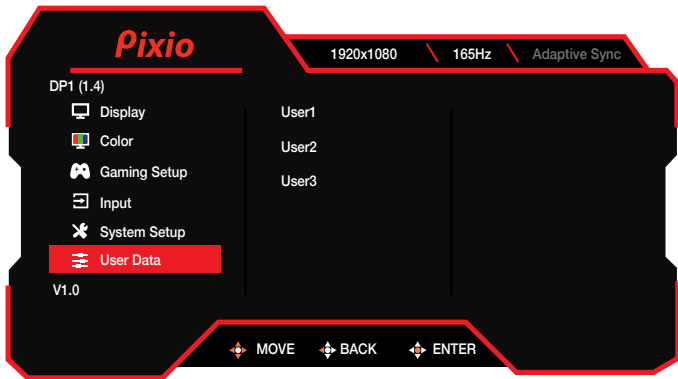 Pixio
1920x1080 165Hz Adaptive Sync
DP1 (1.4)
Display
Color
Gaming Setup
Input
System Setup
User Data
V1.0
User1
User2
User3
MOVE BACK ENTER